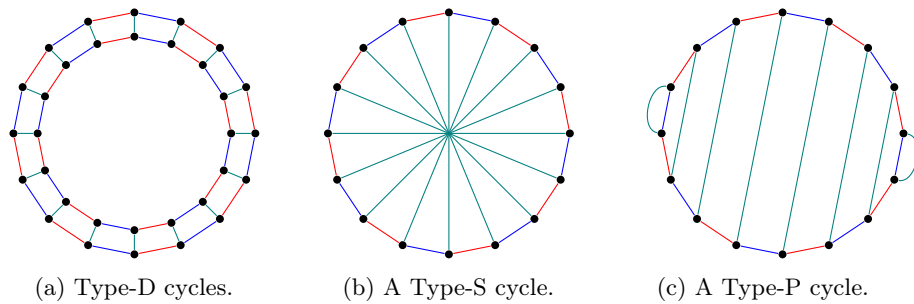 (a) Type-D cycles.
(b) A Type-S cycle.
(c) A Type-P cycle.